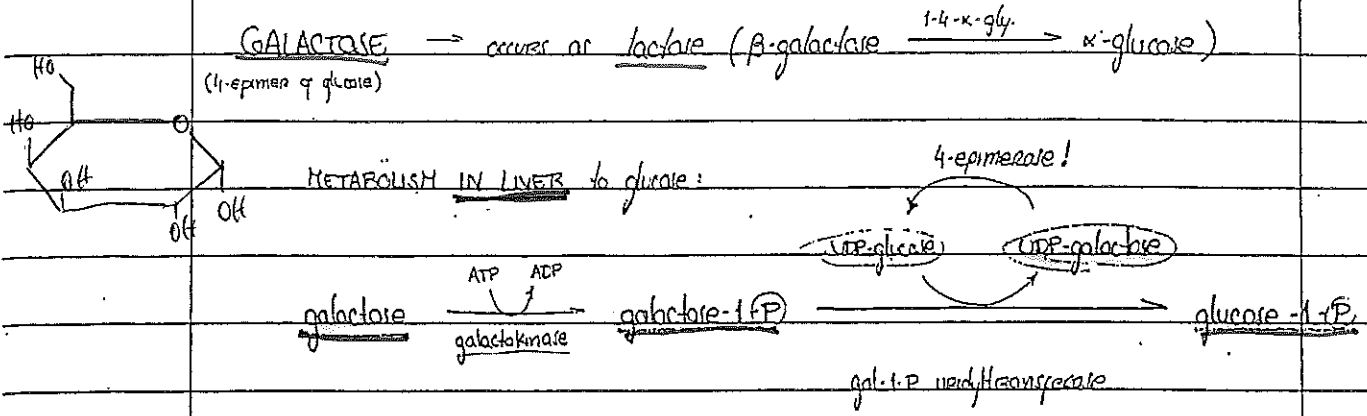 GALACTOSE → occurs as lactose (β-galactose 1-4-α-gly. → α-glucose)
(4-epimer of glucose)
HO
HO
OH
OH
OH
O
METABOLISM IN LIVER to glucose:
4-epimerase!
UDP-glucose UDP-galactose
ATP ADP
galactose → galactose-1-P → glucose-1-P
galactokinase
gal-1-P uridyltransferase